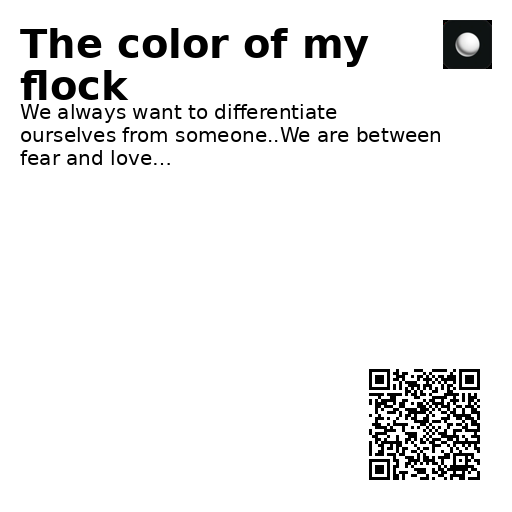 The color of my
flock
We always want to differentiate
ourselves from someone..We are between
fear and love...